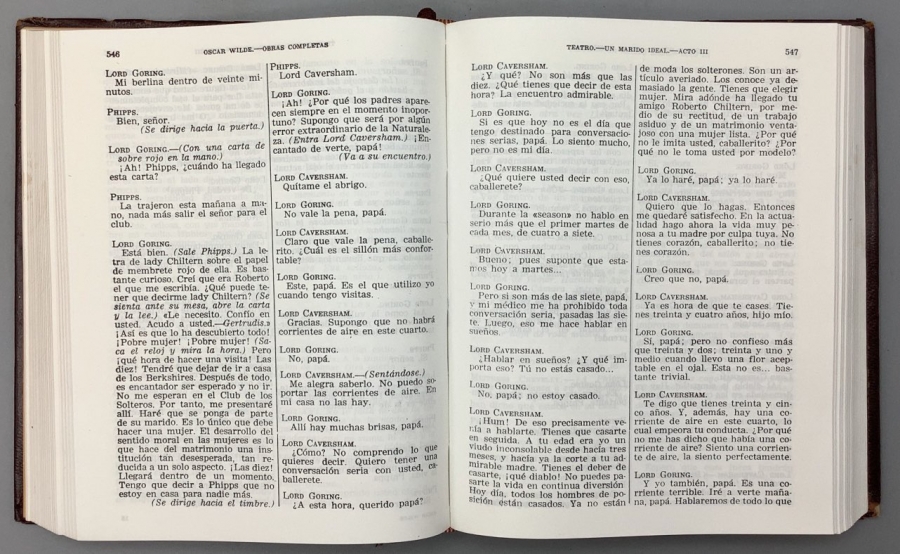 546
OSCAR WILDE.—OBRAS COMPLETAS
LORD GORING.
Mi berlina dentro de veinte mi-
nutos.
PHIPPS.
Bien, señor.
(Se dirige hacia la puerta.)
LORD GORING.—(Con una carta de
sobre rojo en la mano.)
¡Ah! Phipps, ¿cuándo ha llegado
esta carta?
PHIPPS.
La trajeron esta mañana a ma-
no, nada más salir el señor para el
club.
LORD GORING.
Está bien. (Sale Phipps.) La le-
tra de lady Chiltern sobre el papel
de membrete rojo de ella. Es bas-
tante curioso. Creí que era Roberto
el que me escribía. ¿Qué puede te-
ner que decirme lady Chiltern? (Se
sienta ante su mesa, abre la carta
y la lee.) «Le necesito. Confío en
usted. Acudo a usted.—Gertrudis.»
¡Así es que lo ha descubierto todo!
¡Pobre mujer! ¡Pobre mujer! (Sa-
ca el reloj y mira la hora.) Pero
¡qué hora de hacer una visita! Las
diez! Tendré que dejar de ir a casa
de los Berkshires. Después de todo,
es encantador ser esperado y no ir.
No me esperan en el Club de los
Solteros. Por tanto, me presentaré
allí. Haré que se ponga de parte
de su marido. Es lo único que debe
hacer una mujer. El desarrollo del
sentido moral en las mujeres es lo
que hace del matrimonio una ins-
titución tan desesperada, tan re-
ducida a un solo aspecto. ¡Las diez!
Llegará dentro de un momento.
Tengo que decir a Phipps que no
estoy en casa para nadie más.
(Se dirige hacia el timbre.)
PHIPPS.
Lord Caversham.
LORD GORING.
¡Ah! ¿Por qué los padres apare-
cen siempre en el momento inopor-
tuno? Supongo que será por algún
error extraordinario de la Naturale-
za. (Entra Lord Caversham.) ¡En-
cantado de verte, papá!
(Va a su encuentro.)
LORD CAVERSHAM.
Quítame el abrigo.
LORD GORING.
No vale la pena, papá.
LORD CAVERSHAM.
Claro que vale la pena, caballe-
rito. ¿Cuál es el sillón más confor-
table?
LORD GORING.
Este, papá. Es el que utilizo yo
cuando tengo visitas.
LORD CAVERSHAM.
Gracias. Supongo que no habrá
corrientes de aire en este cuarto.
LORD GORING.
No, papá.
LORD CAVERSHAM.—(Sentándose.)
Me alegra saberlo. No puedo so-
portar las corrientes de aire. En
mi casa no las hay.
LORD GORING.
Allí hay muchas brisas, papá.
LORD CAVERSHAM.
¿Cómo? No comprendo lo que
quieres decir. Quiero tener una
conversación seria con usted, ca-
ballerete.
LORD GORING.
¿A esta hora, querido papá?
TEATRO.—UN MARIDO IDEAL.—ACTO III
547
LORD CAVERSHAM.
¿Y qué? No son más que las
diez. ¿Qué tienes que decir de esta
hora? La encuentro admirable.
LORD GORING.
Si es que hoy no es el día que
tengo destinado para conversacio-
nes serias, papá. Lo siento mucho,
pero no es mi día.
LORD CAVERSHAM.
¿Qué quiere usted decir con eso,
caballerete?
LORD GORING.
Durante la «season» no hablo en
serio más que el primer martes de
cada mes, de cuatro a siete.
LORD CAVERSHAM.
Bueno; pues suponte que esta-
mos hoy a martes...
LORD GORING.
Pero si son más de las siete, papá,
y mi médico me ha prohibido toda
conversación seria, pasadas las sie-
te. Luego, eso me hace hablar en
sueños.
LORD CAVERSHAM.
¿Hablar en sueños? ¿Y qué im-
porta eso? Tú no estás casado...
LORD GORING.
No, papá; no estoy casado.
LORD CAVERSHAM.
¡Hum! De eso precisamente ve-
nía a hablarte. Tienes que casarte
en seguida. A tu edad era yo un
viudo inconsolable desde hacía tres
meses, y hacía ya la corte a tu ad-
mirable madre. Tienes el deber de
casarte, ¡qué diablo! No puedes pa-
sarte la vida en continua diversión
Hoy día, todos los hombres de po-
sición están casados. Ya no están
de moda los solterones. Son un ar-
tículo averiado. Los conoce ya de-
masiado la gente. Tienes que elegir
mujer. Mira adónde ha llegado tu
amigo Roberto Chiltern, por me-
dio de su rectitud, de un trabajo
asiduo y de un matrimonio venta-
joso con una mujer lista. ¿Por qué
no le imita usted, caballerito? ¿Por
qué no le toma usted por modelo?
LORD GORING.
Ya lo haré, papá; ya lo haré...
LORD CAVERSHAM.
Quiero que lo hagas. Entonces
me quedaré satisfecho. En la actua-
lidad hago ahora la vida muy pe-
nosa a tu madre por culpa tuya. No
tienes corazón, caballerito; no tie-
nes corazón.
LORD GORING.
Creo que no, papá.
LORD CAVERSHAM.
Ya es hora de que te cases. Tie-
nes treinta y cuatro años, hijo mío.
LORD GORING.
Sí, papá; pero no confieso más
que treinta y dos; treinta y uno y
medio cuando llevo una flor acep-
table en el ojal. Esta no es... bas-
tante trivial.
LORD CAVERSHAM.
Te digo que tienes treinta y cin-
co años. Y, además, hay una co-
rriente de aire en este cuarto, lo
cual empeora tu conducta. ¿Por qué
no me has dicho que había una co-
rriente de aire? Siento una corrien-
te de aire, la siento perfectamente.
LORD GORING.
Y yo también, papá. Es una co-
rriente terrible. Iré a verte maña-
na, papá. Hablaremos de todo lo que